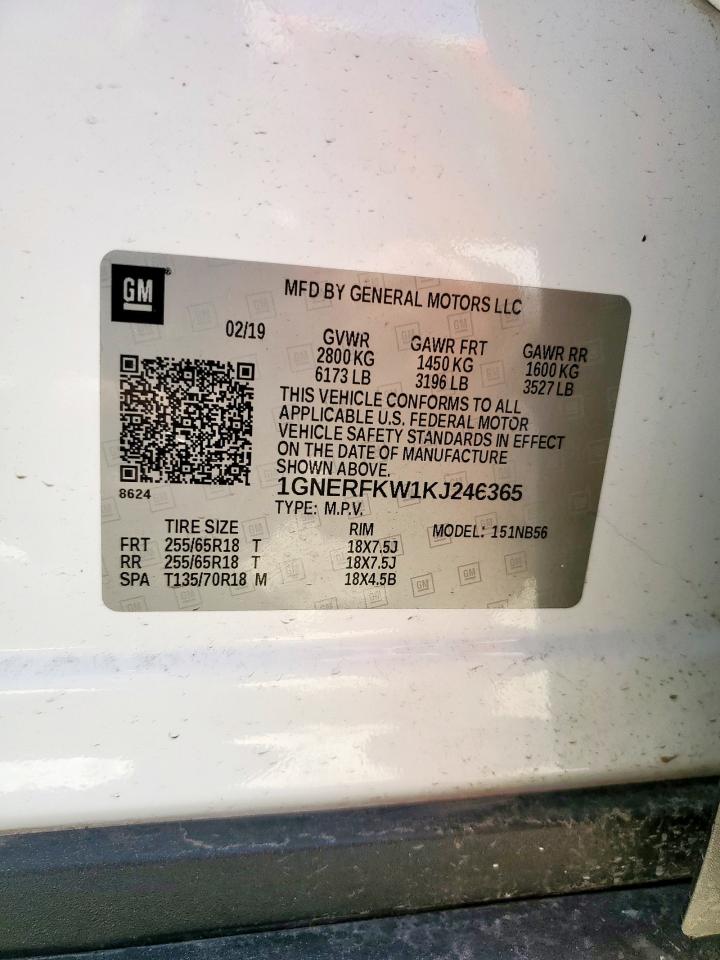 GM
MFD BY GENERAL MOTORS LLC
02/19
GVWR
2800 KG
6173 LB
GAWR FRT
1450 KG
3196 LB
GAWR RR
1600 KG
3527 LB
THIS VEHICLE CONFORMS TO ALL
APPLICABLE U.S. FEDERAL MOTOR
VEHICLE SAFETY STANDARDS IN EFFECT
ON THE DATE OF MANUFACTURE
SHOWN ABOVE.
8624
1GNERFKW1KJ246365
TYPE: M.P.V.
MODEL: 151NB56
TIRE SIZE RIM
FRT 255/65R18 T 18X7.5J
RR 255/65R18 T 18X7.5J
SPA T135/70R18 M 18X4.5B